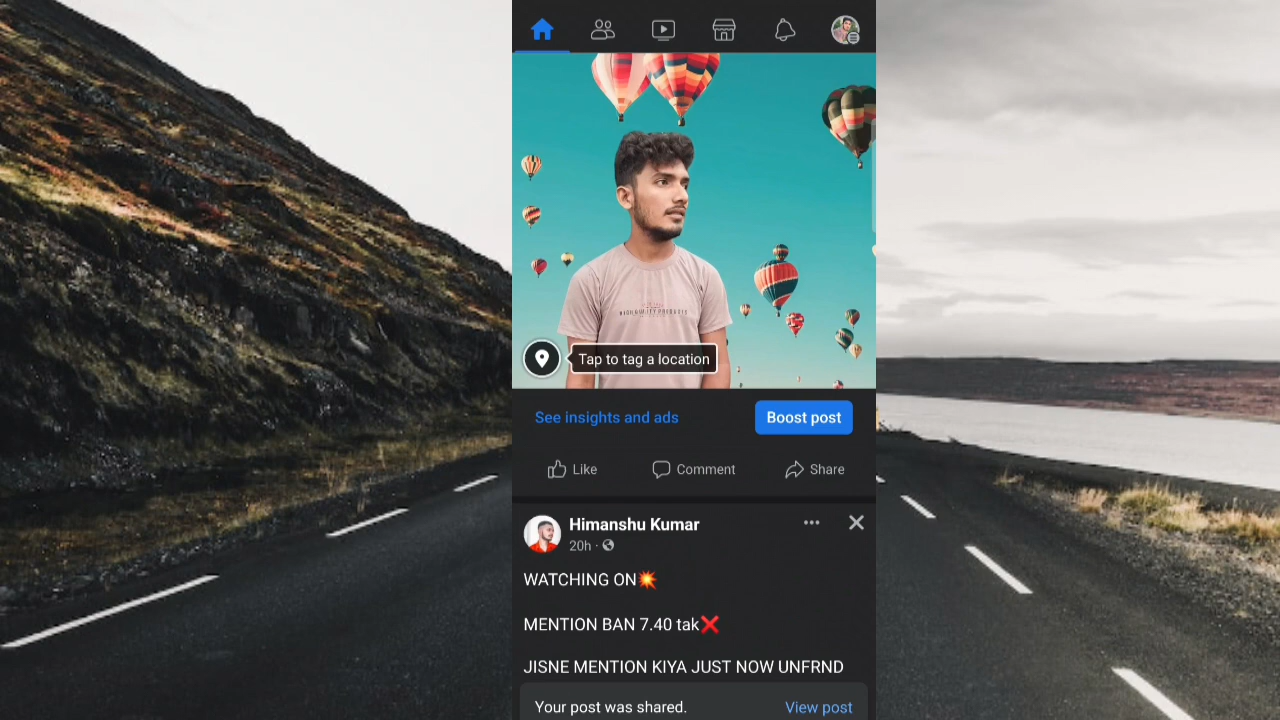 Tap to tag a location
See insights and ads
Boost post
Like
Comment
Share
Himanshu Kumar
20h ·
WATCHING ON💥
MENTION BAN 7.40 tak❌
JISNE MENTION KIYA JUST NOW UNFRND
Your post was shared.
View post